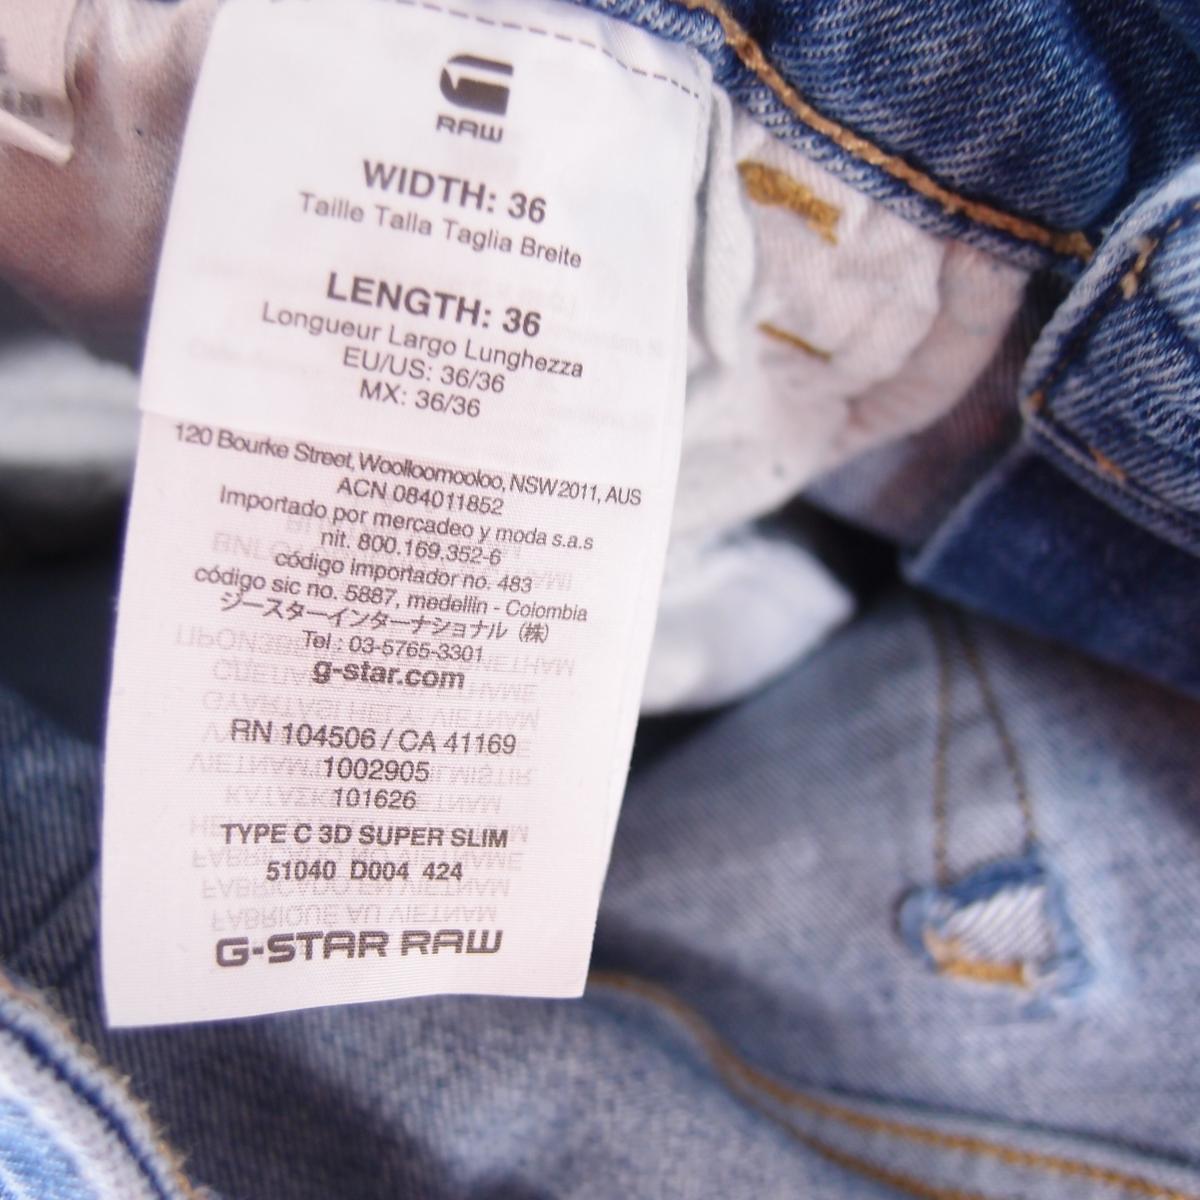 RAW
WIDTH: 36
Taille Talla Taglia Breite
LENGTH: 36
Longueur Largo Lunghezza
EU/US: 36/36
MX: 36/36
120 Bourke Street, Woolloomooloo, NSW 2011, AUS
ACN 084011852
Importado por mercadeo y moda s.a.s
nit. 800.169.352-6
código importador no. 483
código sic no. 5887, medellin - Colombia
ジースターインターナショナル（株）
Tel : 03-5765-3301
g-star.com
RN 104506 / CA 41169
1002905
101626
TYPE C 3D SUPER SLIM
51040 D004 424
G-STAR RAW